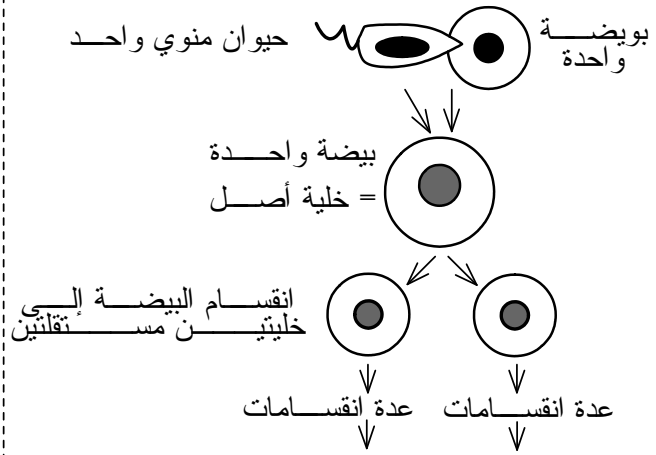 بويضة
واحدة
حيوان منوي واحد
بيضة واحدة
= خلية أصل
انقسام البيضة إلى
خليتين مستقلتين
عدة انقسامات
عدة انقسامات